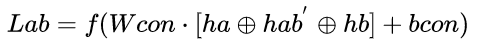 Lab = f(Wcon · [ha ⊕ hab′ ⊕ hb] + bcon)